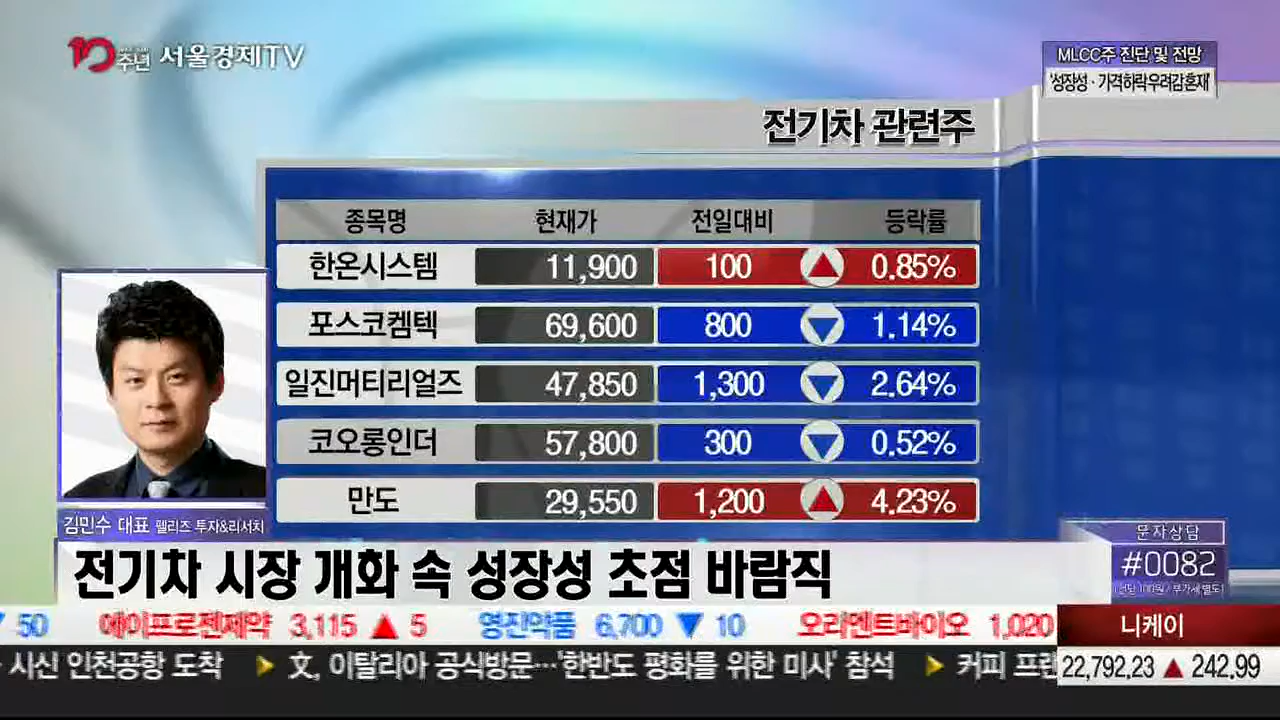 10주년 서울경제TV
MLCC주 진단 및 전망
'성장성·가격하락우려감혼재'
전기차 관련주
종목명 현재가 전일대비 등락률
한온시스템 11,900 100 ▲ 0.85%
포스코켐텍 69,600 800 ▼ 1.14%
일진머티리얼즈 47,850 1,300 ▼ 2.64%
코오롱인더 57,800 300 ▼ 0.52%
만도 29,550 1,200 ▲ 4.23%
김민수 대표 펠리즈 투자&리서치
문자상담
#0082
전기차 시장 개화 속 성장성 초점 바람직
▼ 50 에이프로젠제약 3,115 ▲ 5 영진약품 6,700 ▼ 10 오리엔트바이오 1,020
니케이
시신 인천공항 도착 ▶ 文, 이탈리아 공식방문…'한반도 평화를 위한 미사' 참석 ▶ 커피 프랜
22,792.23 ▲ 242.99